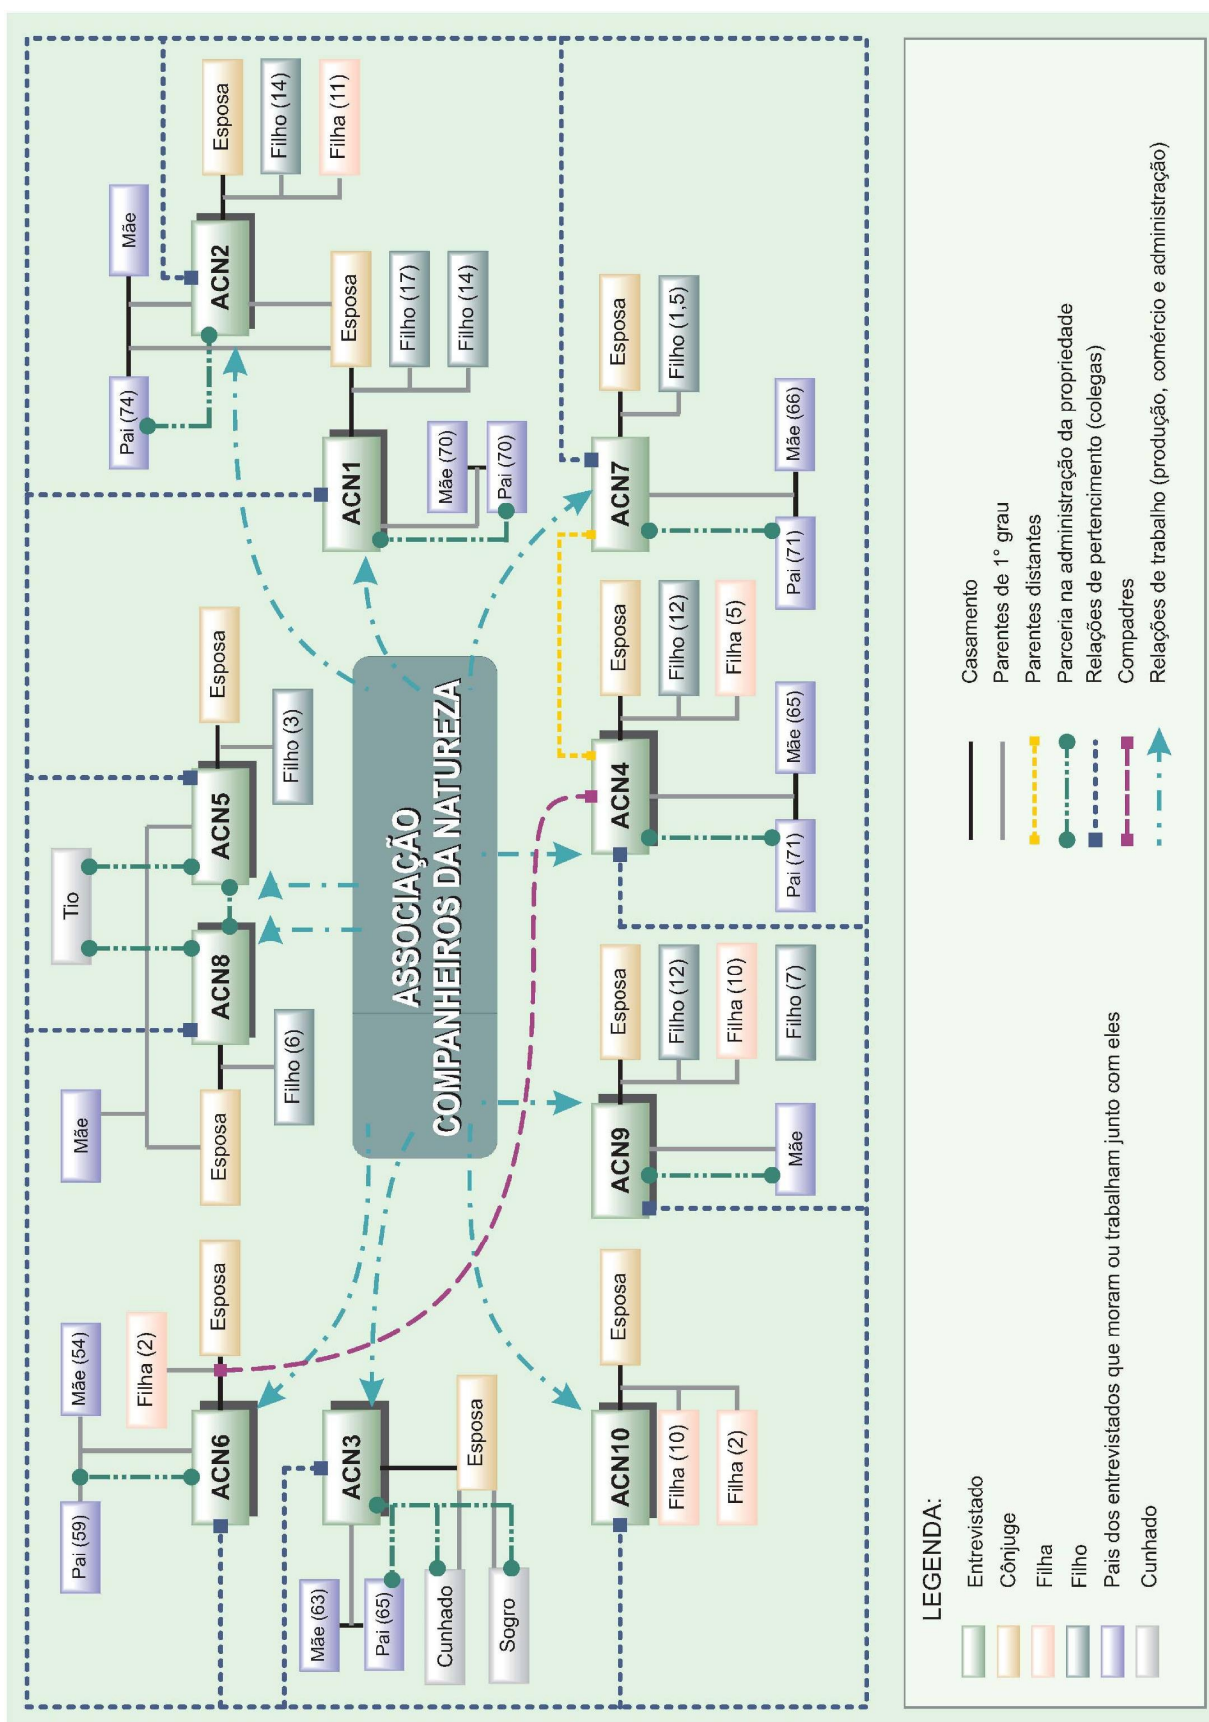 Pai (59)
Mãe (54)
Filha (2)
ACN6
Esposa
Mãe
Esposa
Filho (6)
ACN8
Tio
ACN5
Esposa
Filho (3)
Pai (74)
Mãe
ACN2
Esposa
Filho (14)
Filha (11)
Mãe (63)
Pai (65)
Cunhado
Sogro
ACN3
Esposa
ASSOCIAÇÃO
COMPANHEIROS DA NATUREZA
ACN1
Esposa
Filho (17)
Filho (14)
Mãe (70)
Pai (70)
ACN10
Esposa
Filha (10)
Filha (2)
ACN9
Esposa
Filho (12)
Filha (10)
Filho (7)
Mãe
ACN4
Esposa
Filho (12)
Filha (5)
Pai (71)
Mãe (65)
ACN7
Esposa
Filho (1,5)
Pai (71)
Mãe (66)
LEGENDA:
Entrevistado
Cônjuge
Filha
Filho
Pais dos entrevistados que moram ou trabalham junto com eles
Cunhado
Casamento
Parentes de 1° grau
Parentes distantes
Parceria na administração da propriedade
Relações de pertencimento (colegas)
Compadres
Relações de trabalho (produção, comércio e administração)